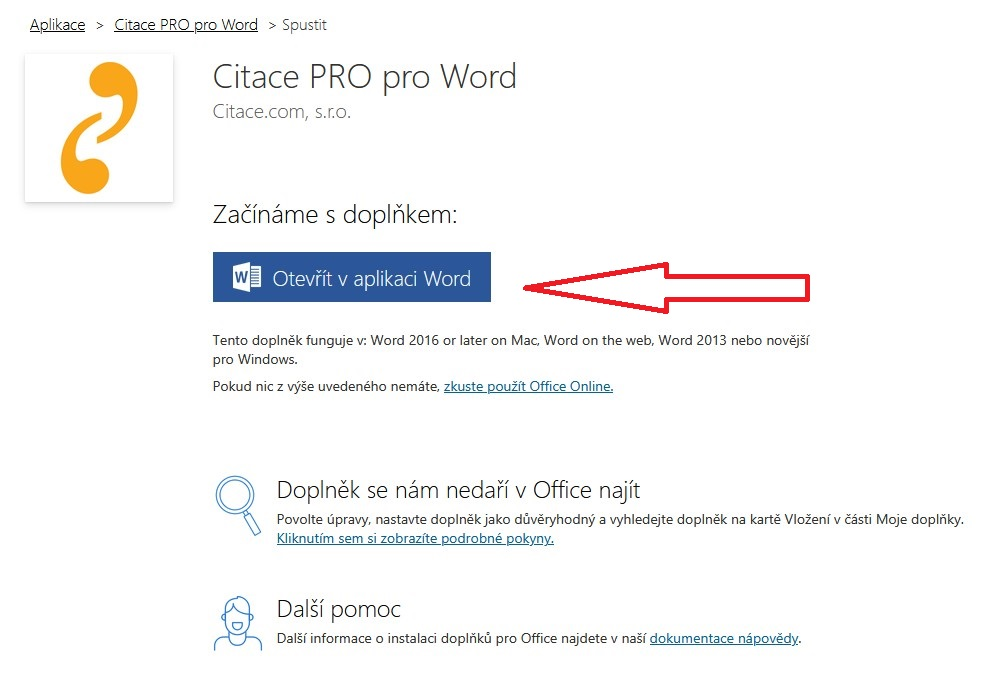 Aplikace > Citace PRO pro Word > Spustit
Citace PRO pro Word
Citace.com, s.r.o.
Začínáme s doplňkem:
W Otevřít v aplikaci Word
Tento doplněk funguje v: Word 2016 or later on Mac, Word on the web, Word 2013 nebo novější
pro Windows.
Pokud nic z výše uvedeného nemáte, zkuste použít Office Online.
Doplněk se nám nedaří v Office najít
Povolte úpravy, nastavte doplněk jako důvěryhodný a vyhledejte doplněk na kartě Vložení v části Moje doplňky.
Kliknutím sem si zobrazíte podrobné pokyny.
Další pomoc
Další informace o instalaci doplňků pro Office najdete v naší dokumentace nápovědy.